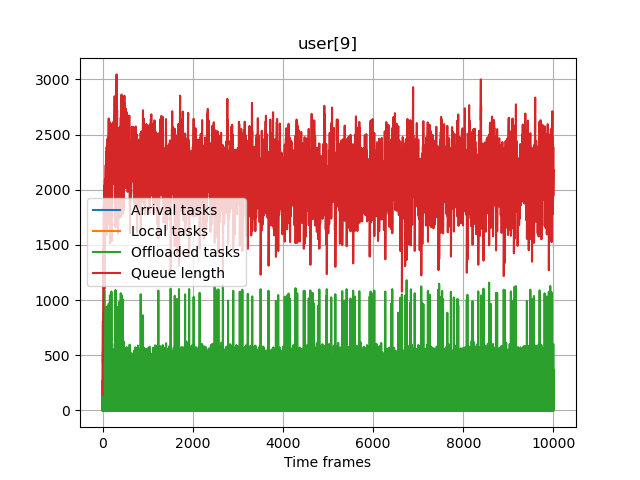 user[9]
3000
2500
2000
1500
1000
500
0
Arrival tasks
Local tasks
Offloaded tasks
Queue length
0 2000 4000 6000 8000 10000
Time frames